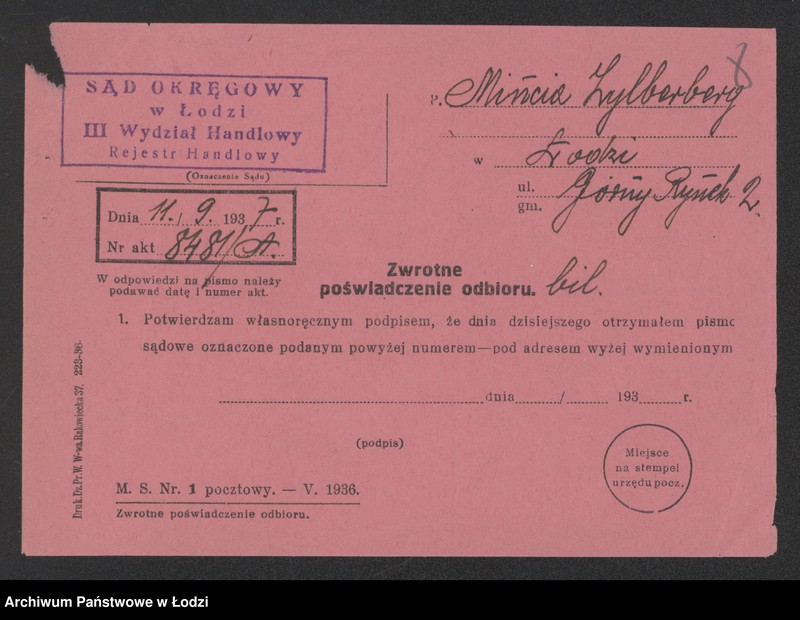 SĄD OKRĘGOWY
w Łodzi
III Wydział Handlowy
Rejestr Handlowy
(Oznaczenie Sądu)
8
P. Mińcia Zylberberg
w Łodzi
ul. Górny Rynek 2.
gm.
Dnia 11./9. 1937 r.
Nr akt 8481/A.
W odpowiedzi na pismo należy
podawać datę i numer akt.
Zwrotne
poświadczenie odbioru. bil.
1. Potwierdzam własnoręcznym podpisem, że dnia dzisiejszego otrzymałem pismo
sądowe oznaczone podanym powyżej numerem—pod adresem wyżej wymienionym
dnia / 193 r.
(podpis)
Miejsce
na stempel
urzędu pocz.
M. S. Nr. 1 pocztowy. — V. 1936.
Zwrotne poświadczenie odbioru.
Druk. Dz. Pr. W. W-wa, Rakowiecka 37. 223-36-
Archiwum Państwowe w Łodzi